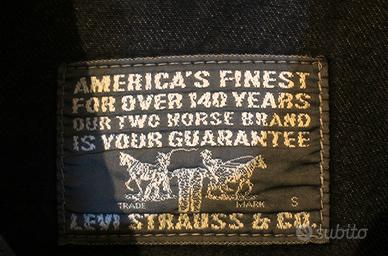 AMERICA'S FINEST
FOR OVER 140 YEARS
OUR TWO HORSE BRAND
IS YOUR GUARANTEE
TRADE MARK S
LEVI STRAUSS & CO.
subito